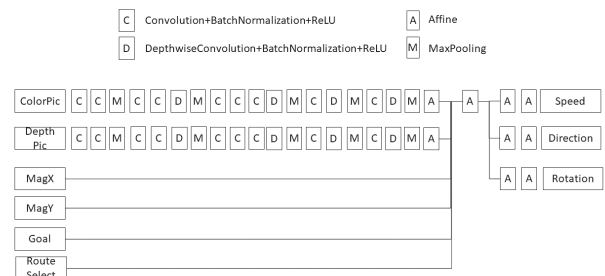 C Convolution+BatchNormalization+ReLU A Affine
D DepthwiseConvolution+BatchNormalization+ReLU M MaxPooling
ColorPic C C M C C D M C C C D M C D M C D M A A A A Speed
Depth
Pic C C M C C D M C C C D M C D M C D M A A A Direction
MagX A A Rotation
MagY
Goal
Route
Select